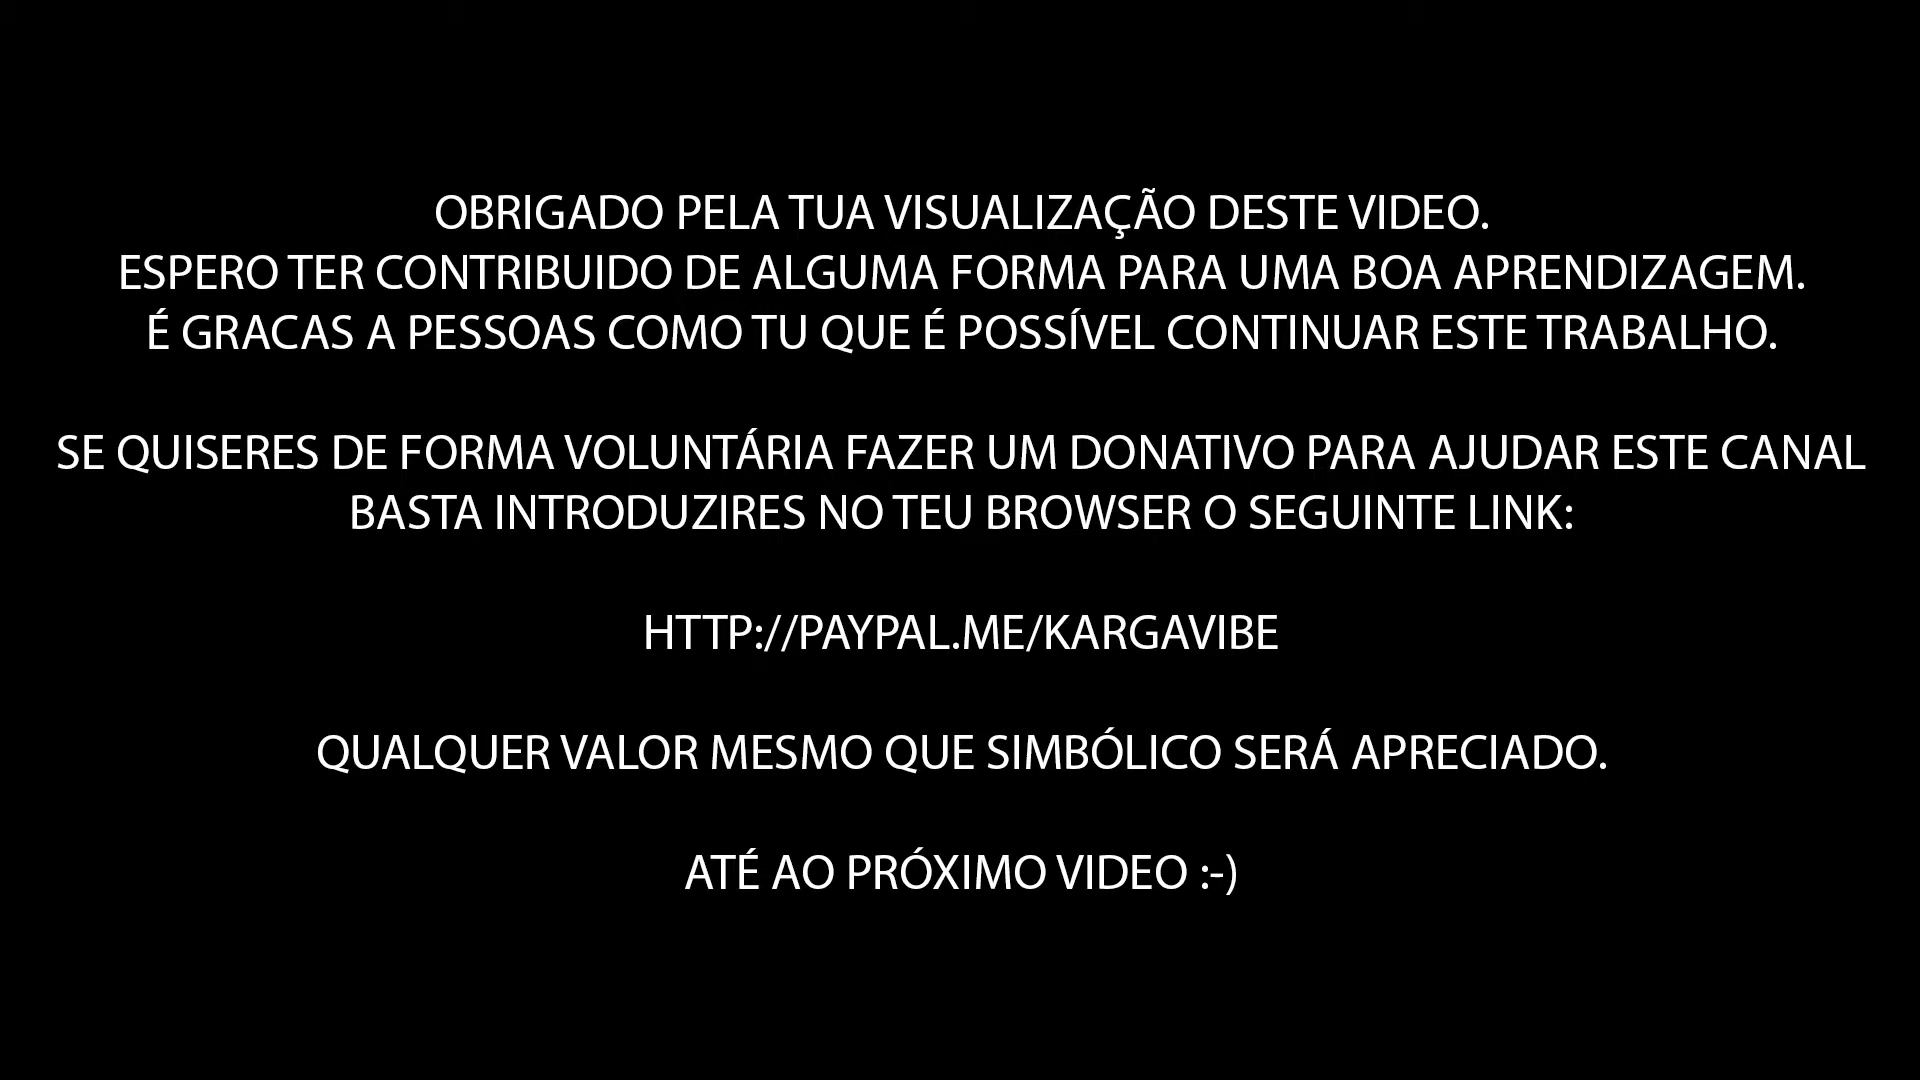 OBRIGADO PELA TUA VISUALIZAÇÃO DESTE VIDEO.
ESPERO TER CONTRIBUIDO DE ALGUMA FORMA PARA UMA BOA APRENDIZAGEM.
É GRACAS A PESSOAS COMO TU QUE É POSSÍVEL CONTINUAR ESTE TRABALHO.
SE QUISERES DE FORMA VOLUNTÁRIA FAZER UM DONATIVO PARA AJUDAR ESTE CANAL
BASTA INTRODUZIRES NO TEU BROWSER O SEGUINTE LINK:
HTTP://PAYPAL.ME/KARGAVIBE
QUALQUER VALOR MESMO QUE SIMBÓLICO SERÁ APRECIADO.
ATÉ AO PRÓXIMO VIDEO :-)